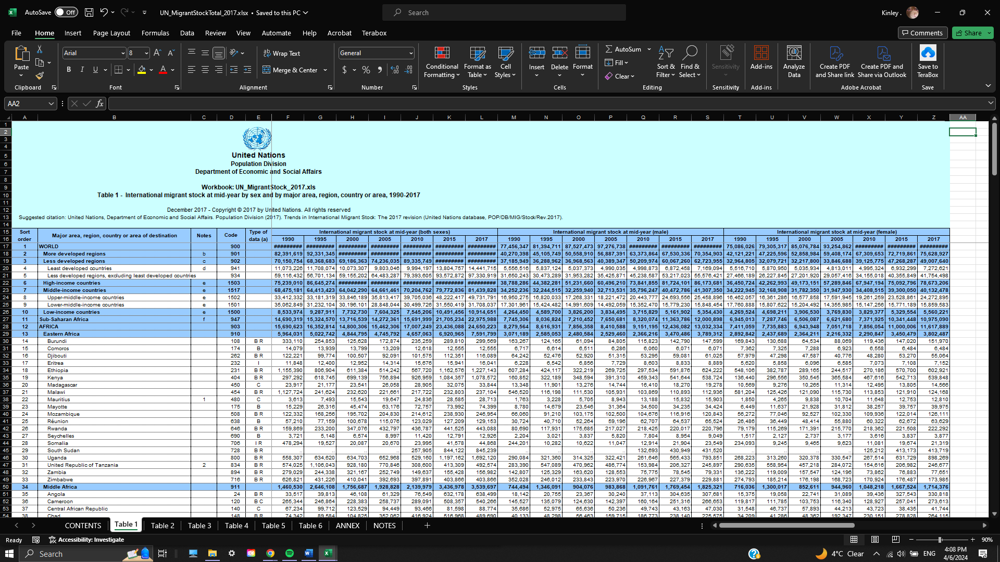 AutoSave Off UN_MigrantStockTotal_2017.xlsx • Saved to this PC Search Kinley .
File Home Insert Page Layout Formulas Data Review View Automate Help Acrobat Terabox Comments Share
Paste Arial 8 Wrap Text Merge & Center General Conditional Formatting Format as Table Cell Styles Insert Delete Format AutoSum Fill Clear Sort & Filter Find & Select Sensitivity Add-ins Analyze Data Create PDF and Share link Create PDF and Share via Outlook Save to TeraBox
Clipboard Font Alignment Number Styles Cells Editing Sensitivity Add-ins Adobe Acrobat Save
AA2 fx
A B C D E F G H I J K L M N O P Q R S T U V W X Y Z AA
United Nations
Population Division
Department of Economic and Social Affairs
Workbook: UN_MigrantStock_2017.xls
Table 1 - International migrant stock at mid-year by sex and by major area, region, country or area, 1990-2017
December 2017 - Copyright © 2017 by United Nations. All rights reserved
Suggested citation: United Nations, Department of Economic and Social Affairs. Population Division (2017). Trends in International Migrant Stock: The 2017 revision (United Nations database, POP/DB/MIG/Stock/Rev.2017).
Sort order Major area, region, country or area of destination Notes Code Type of data (a) International migrant stock at mid-year (both sexes) International migrant stock at mid-year (male) International migrant stock at mid-year (female)
1990 1995 2000 2005 2010 2015 2017 1990 1995 2000 2005 2010 2015 2017 1990 1995 2000 2005 2010 2015 2017
17 1 WORLD 900 ######### ######### ######### ######### ######### ######### ######### 77,456,347 81,394,711 87,527,473 97,276,738 ######### ######### ######### 75,086,026 79,305,317 85,076,784 93,254,862 ######### ######### #########
18 2 More developed regions b 901 82,391,619 92,331,345 ######### ######### ######### ######### ######### 40,270,398 45,105,749 50,558,910 56,887,391 63,373,864 67,530,336 70,354,903 42,121,221 47,225,596 52,858,984 59,408,174 67,309,653 72,719,861 75,628,927
19 3 Less developed regions c 902 70,150,754 68,368,683 69,186,363 74,236,035 89,335,749 ######### ######### 37,185,949 36,288,962 36,968,563 40,389,347 50,209,974 60,067,260 62,723,955 32,964,805 32,079,721 32,217,800 33,846,688 39,125,775 47,268,287 49,007,640
20 4 Least developed countries d 941 11,073,226 11,708,074 10,073,307 9,803,046 9,994,197 13,804,757 14,441,715 5,556,516 5,837,124 5,037,373 4,990,035 4,998,873 6,872,458 7,169,094 5,516,710 5,870,950 5,035,934 4,813,011 4,995,324 6,932,299 7,272,621
21 5 Less developed regions, excluding least developed countries 934 59,116,432 56,701,134 59,155,202 64,483,287 79,393,605 93,572,872 97,330,919 31,650,243 30,473,289 31,953,282 35,425,871 45,238,587 53,217,023 55,576,421 27,466,189 26,227,845 27,201,920 29,057,416 34,155,018 40,355,849 41,754,498
22 6 High-income countries e 1503 75,239,010 86,645,274 ######### ######### ######### ######### ######### 38,788,286 44,382,281 51,231,660 60,496,210 73,841,855 81,724,101 86,173,681 36,450,724 42,262,993 49,173,151 57,289,846 67,947,194 75,092,796 78,673,206
23 7 Middle-income countries e 1517 68,475,181 64,413,423 64,042,290 64,661,461 70,204,762 79,772,836 81,439,828 34,252,236 32,244,515 32,259,940 32,713,531 35,796,247 40,472,786 41,307,350 34,222,945 32,168,908 31,782,350 31,947,930 34,408,515 39,300,050 40,132,478
24 8 Upper-middle-income countries e 1502 33,412,332 33,181,319 33,846,189 35,813,417 39,705,036 48,222,417 49,731,791 16,950,275 16,820,033 17,268,331 18,221,472 20,443,777 24,693,556 25,458,896 16,462,057 16,361,286 16,577,858 17,591,945 19,261,259 23,528,861 24,272,895
25 9 Lower-middle-income countries e 1501 35,062,849 31,232,104 30,196,101 28,848,044 30,499,726 31,550,419 31,708,037 17,301,961 15,424,482 14,991,609 14,492,059 15,352,470 15,779,230 15,848,454 17,760,888 15,807,622 15,204,492 14,355,985 15,147,256 15,771,189 15,859,583
26 10 Low-income countries e 1500 8,533,974 9,287,911 7,732,730 7,604,325 7,545,206 10,491,456 10,914,651 4,264,450 4,589,700 3,826,200 3,834,495 3,715,829 5,161,902 5,354,430 4,269,524 4,698,211 3,906,530 3,769,830 3,829,377 5,329,554 5,560,221
27 11 Sub-Saharan Africa f 947 14,690,319 15,324,570 13,716,539 14,272,361 15,691,999 21,705,234 22,975,988 7,745,306 8,036,824 7,210,452 7,650,681 8,320,074 11,363,786 12,000,898 6,945,013 7,287,746 6,506,087 6,621,680 7,371,925 10,341,448 10,975,090
28 12 AFRICA 903 15,690,623 16,352,814 14,800,306 15,462,306 17,007,249 23,436,088 24,650,223 8,279,564 8,616,931 7,856,358 8,410,588 9,151,195 12,436,082 13,032,334 7,411,059 7,735,883 6,943,948 7,051,718 7,856,054 11,000,006 11,617,889
29 13 Eastern Africa 910 5,964,031 5,022,742 4,844,795 4,745,792 4,657,063 6,920,965 7,591,799 3,071,189 2,585,053 2,480,584 2,529,460 2,366,216 3,470,486 3,789,312 2,892,842 2,437,689 2,364,211 2,216,332 2,290,847 3,450,479 3,802,487
30 14 Burundi 108 B R 333,110 254,853 125,628 172,874 235,259 289,810 299,569 163,267 124,165 61,094 84,805 115,823 142,790 147,599 169,843 130,688 64,534 88,069 119,436 147,020 151,970
31 15 Comoros 174 B 14,079 13,939 13,799 13,209 12,618 12,555 12,555 6,717 6,614 6,511 6,286 6,060 6,071 6,071 7,362 7,325 7,288 6,923 6,558 6,484 6,484
32 16 Djibouti 262 B R 122,221 99,774 100,507 92,091 101,575 112,351 116,089 64,242 52,476 52,920 51,315 53,295 59,081 61,025 57,979 47,298 47,587 40,776 48,280 53,270 55,064
33 17 Eritrea 232 I 11,848 12,400 12,952 14,314 15,676 15,941 16,041 6,228 6,542 6,856 7,729 8,603 8,833 8,889 5,620 5,858 6,096 6,585 7,073 7,108 7,152
34 18 Ethiopia 231 B R 1,155,390 806,904 611,384 514,242 567,720 1,162,576 1,227,143 607,284 424,117 322,219 269,725 297,534 591,876 624,222 548,106 382,787 289,165 244,517 270,186 570,700 602,921
35 19 Kenya 404 B R 297,292 618,745 699,139 756,894 926,959 1,084,357 1,078,572 160,852 322,189 348,594 391,310 459,343 541,644 538,724 136,440 296,556 350,545 365,584 467,616 542,713 539,848
36 20 Madagascar 450 C 23,917 21,177 23,541 26,058 28,905 32,075 33,844 13,348 11,901 13,276 14,744 16,410 18,270 19,278 10,569 9,276 10,265 11,314 12,495 13,805 14,566
37 21 Malawi 454 B R 1,127,724 241,624 232,620 221,661 217,722 232,803 237,104 546,520 116,198 111,530 105,931 103,869 110,893 112,936 581,204 125,426 121,090 115,730 113,853 121,910 124,168
38 22 Mauritius 1 480 C 3,613 7,493 15,543 19,647 24,836 28,585 28,713 1,763 3,228 5,705 8,943 13,188 15,832 15,903 1,850 4,265 9,838 10,704 11,648 12,753 12,810
39 23 Mayotte 175 B 15,229 26,316 45,474 63,176 72,757 73,992 74,399 8,780 14,679 23,546 31,364 34,500 34,235 34,424 6,449 11,637 21,928 31,812 38,257 39,757 39,975
40 24 Mozambique 508 B R 122,332 168,256 195,702 204,830 214,612 238,930 246,954 66,060 91,210 103,175 102,500 104,676 116,916 120,843 56,272 77,046 92,527 102,330 109,936 122,014 126,111
41 25 Réunion 638 B 57,210 77,159 100,678 115,076 123,029 127,209 129,153 30,724 40,710 52,264 59,196 62,707 64,537 65,524 26,486 36,449 48,414 55,880 60,322 62,672 63,629
42 26 Rwanda 646 B R 159,869 233,200 347,076 432,797 436,787 441,525 443,088 80,690 117,931 175,685 217,027 218,425 220,017 220,796 79,179 115,269 171,391 215,770 218,362 221,508 222,292
43 27 Seychelles 690 B 3,721 5,148 6,574 8,997 11,420 12,791 12,926 2,204 3,021 3,837 5,820 7,804 8,954 9,049 1,517 2,127 2,737 3,177 3,616 3,837 3,877
44 28 Somalia 706 I R 478,294 19,527 20,087 20,670 23,995 41,578 44,868 244,201 10,282 10,622 11,047 12,914 21,904 23,549 234,093 9,245 9,465 9,623 11,081 19,674 21,319
45 29 South Sudan 728 B R 257,905 844,122 845,239 132,693 430,949 431,520 125,212 413,173 413,719
46 30 Uganda 800 B R 558,307 634,620 634,703 652,968 529,160 1,197,162 1,692,120 290,084 321,360 314,325 322,421 261,646 565,433 793,851 268,223 313,260 320,378 330,547 267,514 631,729 898,269
47 31 United Republic of Tanzania 2 834 B R 574,025 1,106,043 928,180 770,846 308,600 413,309 492,574 283,390 547,089 470,962 486,774 153,984 206,327 245,897 290,635 558,954 457,218 284,072 154,616 206,982 246,677
48 32 Zambia 894 B R 279,029 244,338 321,167 252,749 149,637 155,428 156,982 142,807 125,329 163,620 128,553 75,775 78,545 79,331 136,222 119,009 157,547 124,196 73,862 76,883 77,651
49 33 Zimbabwe 716 B R 626,821 431,226 410,041 392,693 397,891 403,866 403,866 352,028 246,012 233,843 223,970 226,967 227,379 229,881 274,793 185,214 176,198 168,723 170,924 176,487 173,985
50 34 Middle Africa 911 1,460,530 2,646,108 1,756,687 1,928,828 2,139,979 3,436,978 3,539,697 744,494 1,346,091 904,076 983,868 1,091,761 1,769,454 1,825,321 716,036 1,300,017 852,611 944,960 1,048,218 1,667,524 1,714,376
51 35 Angola 24 B R 33,517 39,813 46,108 61,329 76,549 632,178 638,499 18,142 20,755 23,367 30,240 37,113 304,635 307,681 15,375 19,058 22,741 31,089 39,436 327,543 330,818
52 36 Cameroon 120 B C 265,344 246,864 228,383 258,737 289,091 508,357 540,266 145,527 135,079 124,630 142,397 160,164 251,316 266,653 119,817 111,785 103,753 116,340 128,927 257,041 273,613
53 37 Central African Republic 140 C 67,234 99,712 123,529 94,449 93,466 81,598 88,774 35,686 52,975 65,636 50,236 49,743 43,163 47,030 31,548 46,737 57,893 44,213 43,723 38,435 41,744
54 38 Chad 148 B R 74,342 89,584 104,825 352,062 416,924 516,968 489,690 40,133 48,298 56,463 159,715 186,773 238,140 225,575 34,209 41,286 48,362 192,347 230,151 278,828 264,115
CONTENTS Table 1 Table 2 Table 3 Table 4 Table 5 Table 6 ANNEX NOTES
Ready Accessibility: Investigate 90%
Search 4°C Clear ENG 4:08 PM
4/6/2024